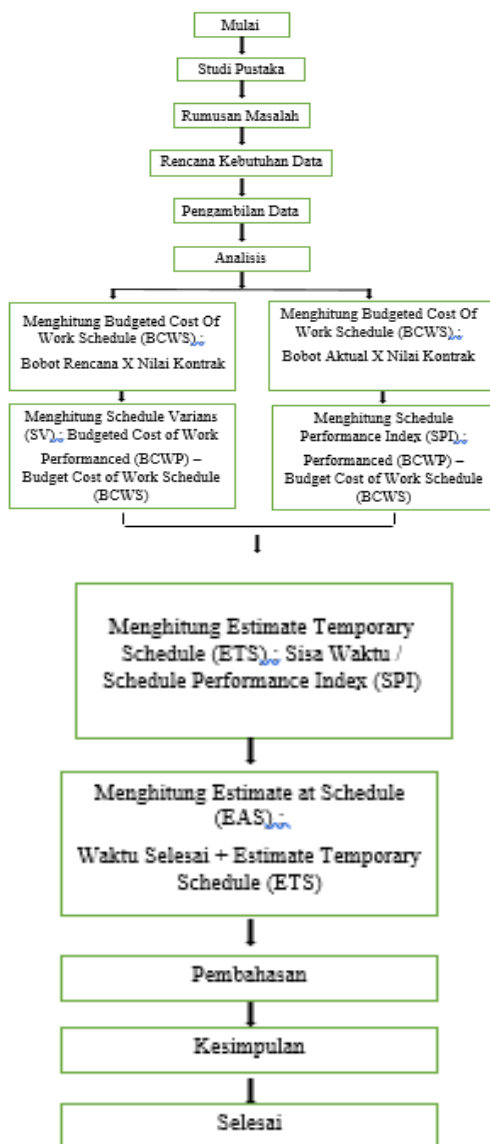 Mulai
Studi Pustaka
Rumusan Masalah
Rencana Kebutuhan Data
Pengambilan Data
Analisis
Menghitung Budgeted Cost Of
Work Schedule (BCWS) :
Bobot Rencana X Nilai Kontrak
Menghitung Budgeted Cost Of
Work Schedule (BCWS) :
Bobot Aktual X Nilai Kontrak
Menghitung Schedule Varians
(SV) : Budgeted Cost of Work
Performanced (BCWP) –
Budget Cost of Work Schedule
(BCWS)
Menghitung Schedule
Performance Index (SPI) :
Performanced (BCWP) –
Budget Cost of Work Schedule
(BCWS)
Menghitung Estimate Temporary
Schedule (ETS) : Sisa Waktu /
Schedule Performance Index (SPI)
Menghitung Estimate at Schedule
(EAS) :
Waktu Selesai + Estimate Temporary
Schedule (ETS)
Pembahasan
Kesimpulan
Selesai